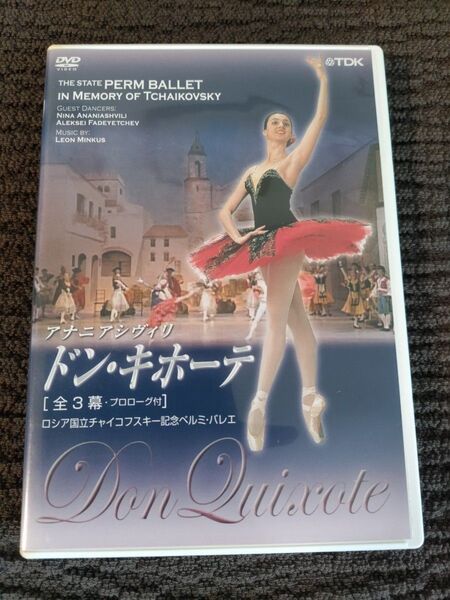 DVD
VIDEO
TDK
THE STATE PERM BALLET
IN MEMORY OF TCHAIKOVSKY
GUEST DANCERS:
NINA ANANIASHVILI
ALEKSEI FADEYETCHEV
MUSIC BY:
LEON MINKUS
アナニアシヴィリ
ドン・キホーテ
[全3幕・プロローグ付]
ロシア国立チャイコフスキー記念ペルミ・バレエ
Don Quixote